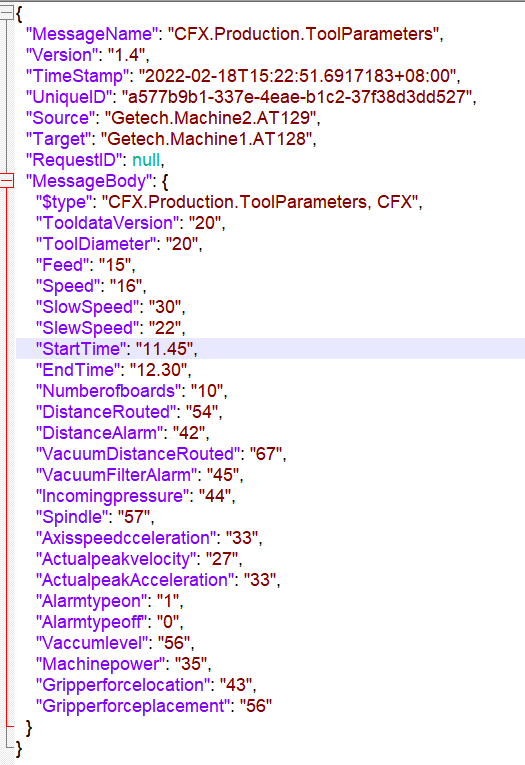 {
"MessageName": "CFX.Production.ToolParameters",
"Version": "1.4",
"TimeStamp": "2022-02-18T15:22:51.6917183+08:00",
"UniqueID": "a577b9b1-337e-4eae-b1c2-37f38d3dd527",
"Source": "Getech.Machine2.AT129",
"Target": "Getech.Machine1.AT128",
"RequestID": null,
"MessageBody": {
"$type": "CFX.Production.ToolParameters, CFX",
"TooldataVersion": "20",
"ToolDiameter": "20",
"Feed": "15",
"Speed": "16",
"SlowSpeed": "30",
"SlewSpeed": "22",
"StartTime": "11.45",
"EndTime": "12.30",
"Numberofboards": "10",
"DistanceRouted": "54",
"DistanceAlarm": "42",
"VacuumDistanceRouted": "67",
"VacuumFilterAlarm": "45",
"Incomingpressure": "44",
"Spindle": "57",
"Axisspeedcceleration": "33",
"Actualpeakvelocity": "27",
"ActualpeakAcceleration": "33",
"Alarmtypeon": "1",
"Alarmtypeoff": "0",
"Vaccumlevel": "56",
"Machinepower": "35",
"Gripperforcelocation": "43",
"Gripperforceplacement": "56"
}
}